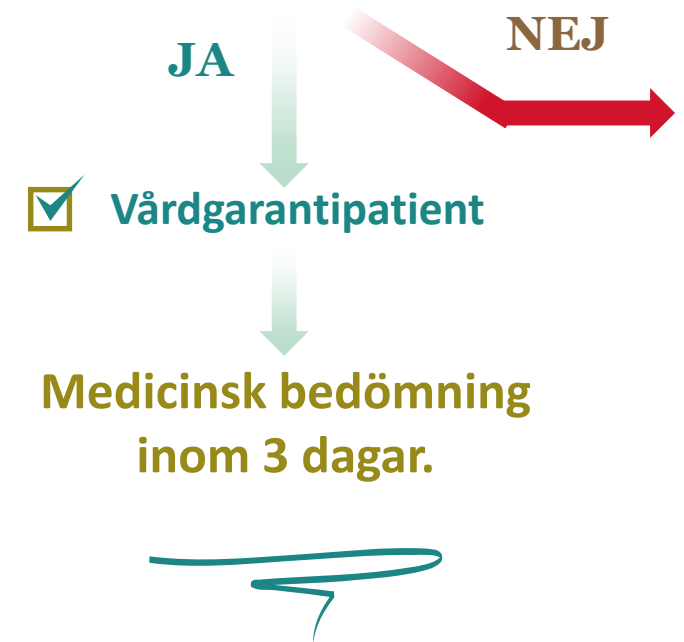 JA
NEJ
Vårdgarantipatient
Medicinsk bedömning
inom 3 dagar.